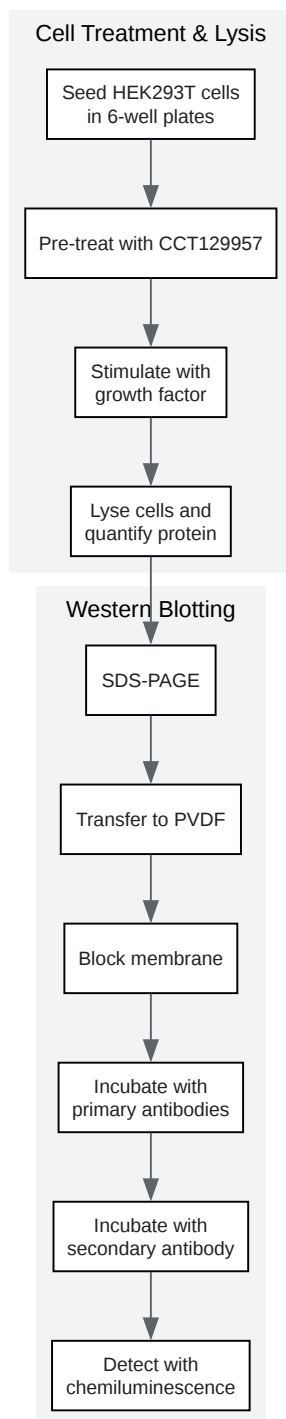 Cell Treatment & Lysis
Seed HEK293T cells
in 6-well plates
Pre-treat with CCT129957
Stimulate with
growth factor
Lyse cells and
quantify protein
Western Blotting
SDS-PAGE
Transfer to PVDF
Block membrane
Incubate with
primary antibodies
Incubate with
secondary antibody
Detect with
chemiluminescence